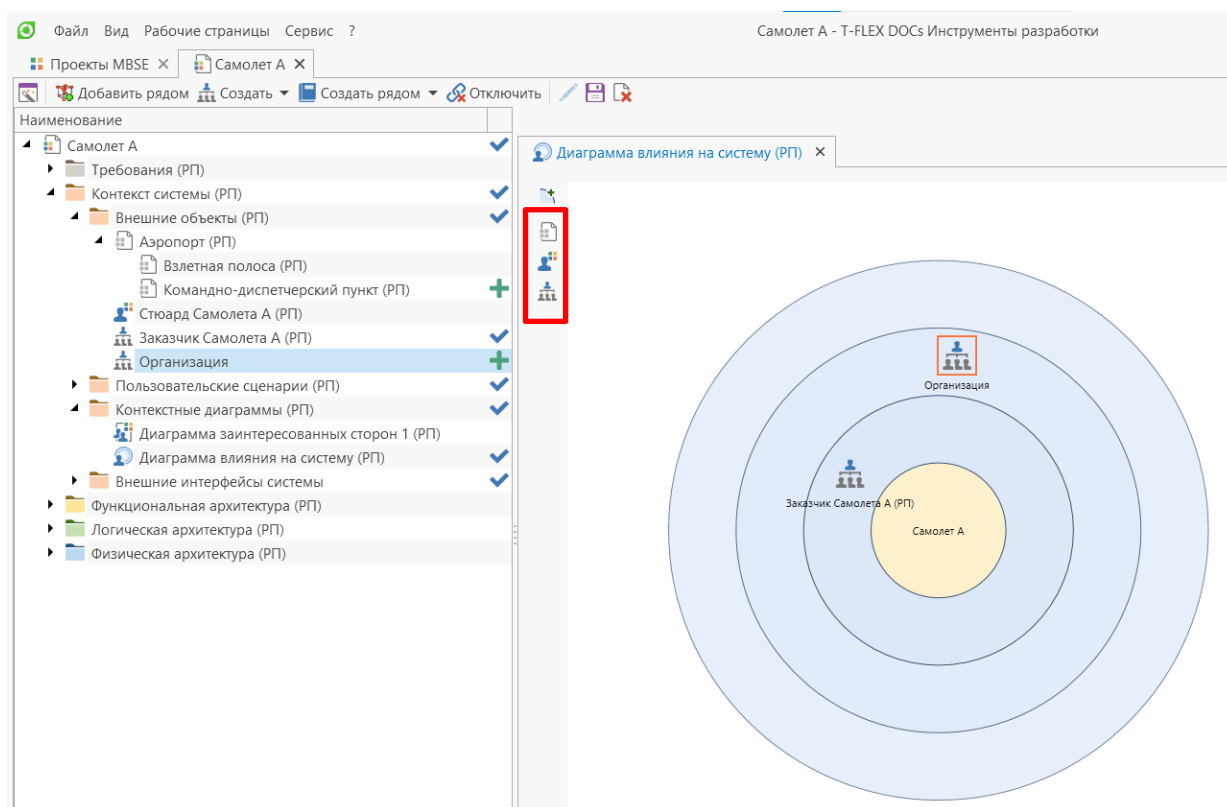 Файл Вид Рабочие страницы Сервис ?
Самолет А - T-FLEX DOCs Инструменты разработки
Проекты MBSE Самолет А
Добавить рядом Создать Создать рядом Отключить
Наименование
Самолет А
Требования (РП)
Контекст системы (РП)
Внешние объекты (РП)
Аэропорт (РП)
Взлетная полоса (РП)
Командно-диспетчерский пункт (РП)
Стюард Самолета А (РП)
Заказчик Самолета А (РП)
Организация
Пользовательские сценарии (РП)
Контекстные диаграммы (РП)
Диаграмма заинтересованных сторон 1 (РП)
Диаграмма влияния на систему (РП)
Внешние интерфейсы системы
Функциональная архитектура (РП)
Логическая архитектура (РП)
Физическая архитектура (РП)
Диаграмма влияния на систему (РП)
Организация
Заказчик Самолета А (РП)
Самолет А